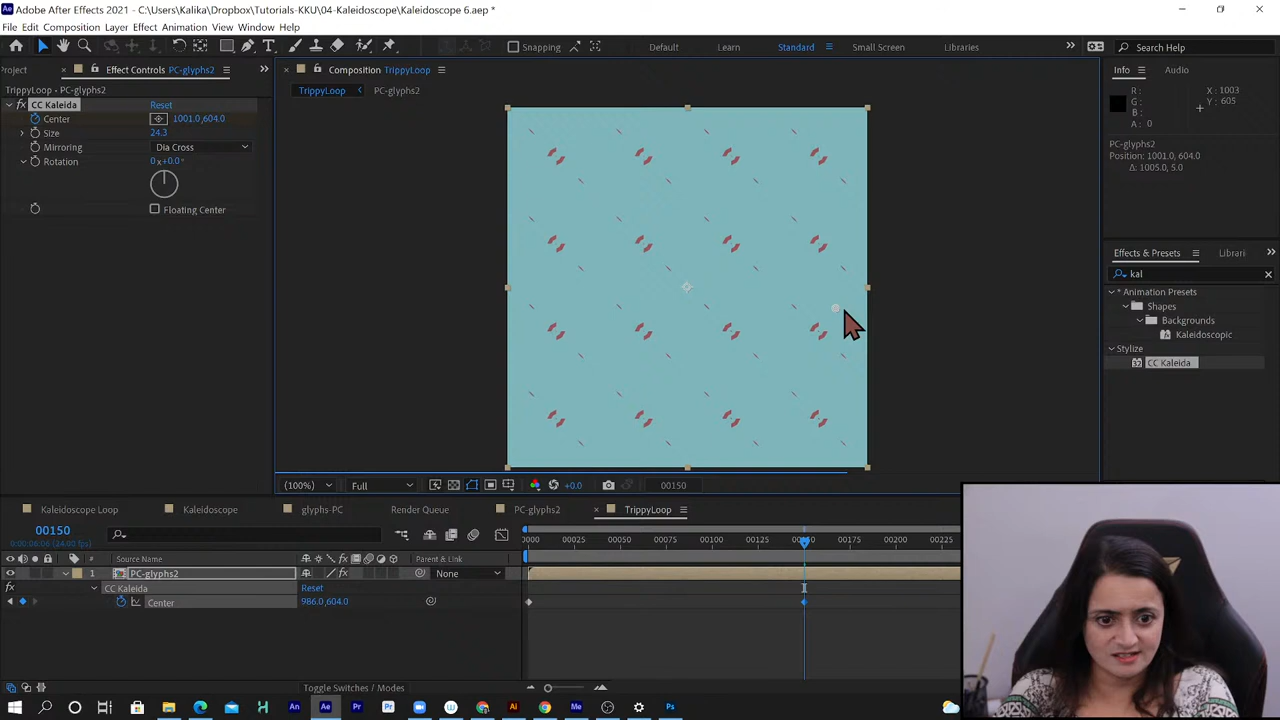 Adobe After Effects 2021 - C:\Users\Kalika\Dropbox\Tutorials-KKU\04-Kaleidoscope\Kaleidoscope 6.aep *
File Edit Composition Layer Effect Animation View Window Help
Snapping
Default
Learn
Standard
Small Screen
Libraries
Search Help
Project
Effect Controls PC-glyphs2
Composition TrippyLoop
Info
Audio
TrippyLoop • PC-glyphs2
TrippyLoop
PC-glyphs2
CC Kaleida
Reset
Center
1001.0,604.0
Size
24.3
Mirroring
Dia Cross
Rotation
0x+0.0°
Floating Center
R :
G :
B :
A : 0
X : 1003
Y : 605
PC-glyphs2
Position: 1001.0, 604.0
Δ: 1005.0, 5.0
Effects & Presets
Librari
kal
* Animation Presets
Shapes
Backgrounds
Kaleidoscopic
Stylize
CC Kaleida
(100%)
Full
+0.0
00150
Kaleidoscope Loop
Kaleidoscope
glyphs-PC
Render Queue
PC-glyphs2
TrippyLoop
00150
0:00:06:06 (24.00 fps)
0000
00025
00050
00075
00100
00125
00175
00200
00225
#
Source Name
Parent & Link
1
PC-glyphs2
None
CC Kaleida
Reset
Center
986.0,604.0
Toggle Switches / Modes